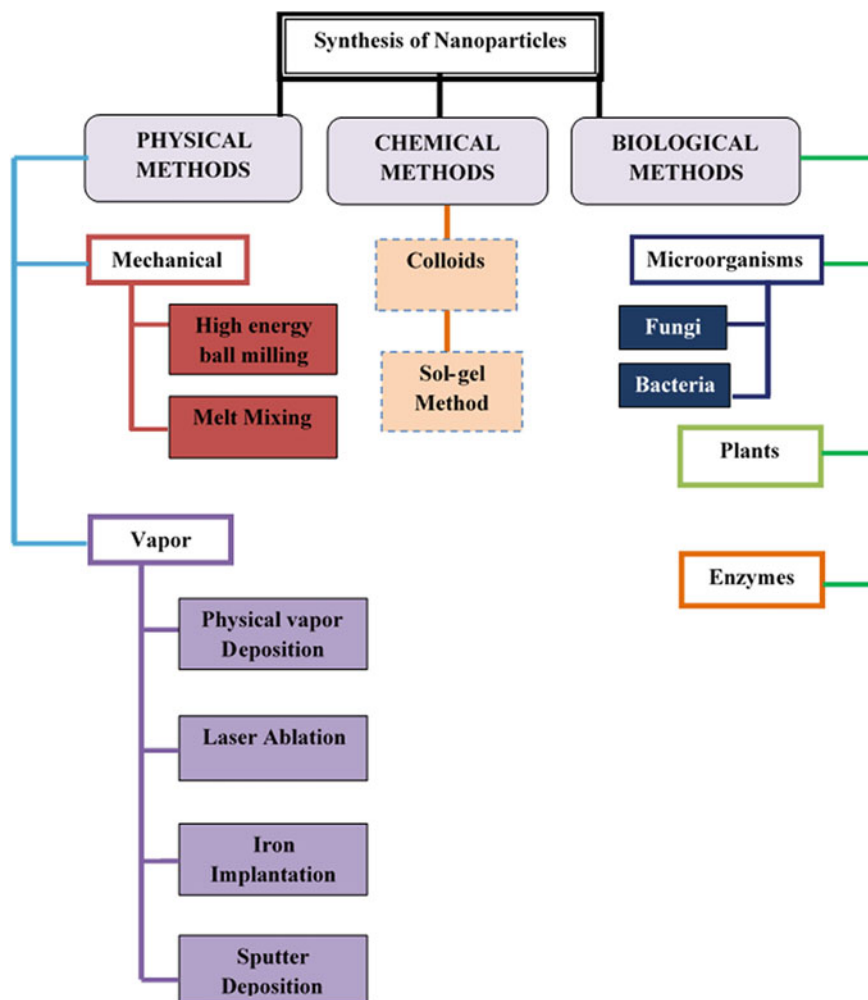 Synthesis of Nanoparticles
PHYSICAL
METHODS
CHEMICAL
METHODS
BIOLOGICAL
METHODS
Mechanical
High energy
ball milling
Melt Mixing
Vapor
Physical vapor
Deposition
Laser Ablation
Iron
Implantation
Sputter
Deposition
Colloids
Sol-gel
Method
Microorganisms
Fungi
Bacteria
Plants
Enzymes